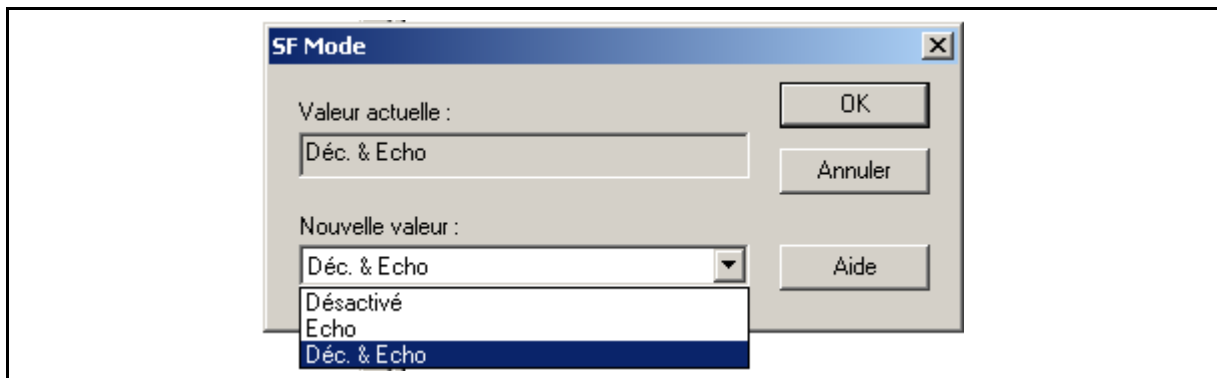 SF Mode
Valeur actuelle :
Déc. & Echo
OK
Annuler
Nouvelle valeur :
Déc. & Echo
Aide
Désactivé
Echo
Déc. & Echo